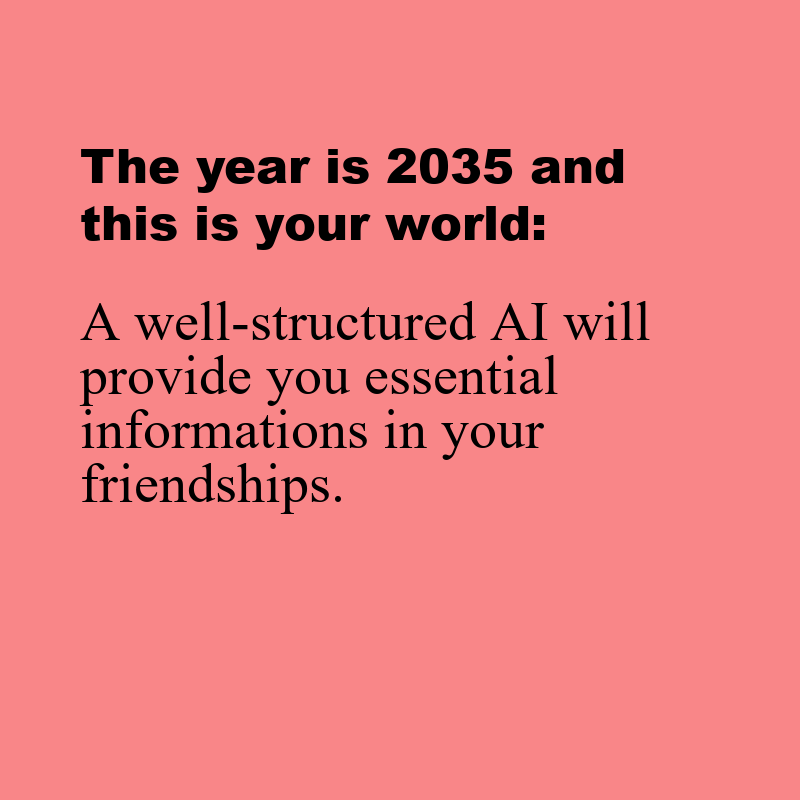 The year is 2035 and
this is your world:
A well-structured AI will
provide you essential
informations in your
friendships.